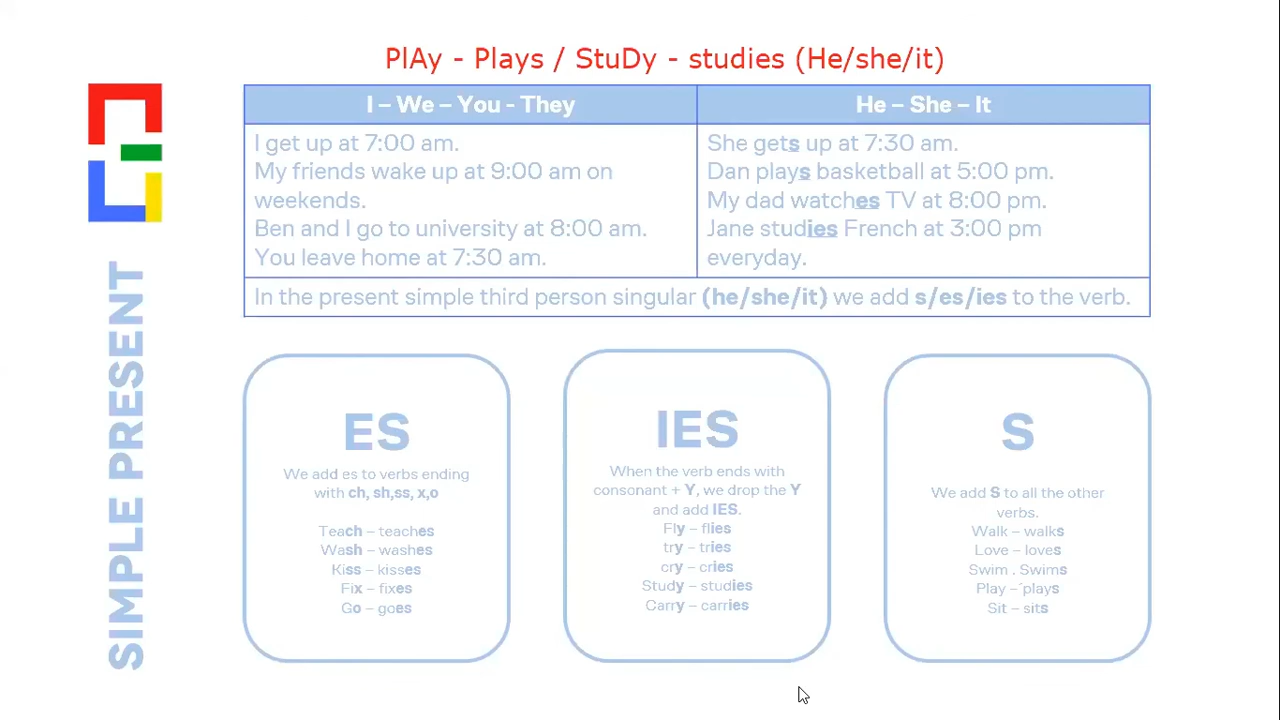 PlAy - Plays / StuDy - studies (He/she/it)
I – We – You - They
He – She – It
I get up at 7:00 am.
My friends wake up at 9:00 am on
weekends.
Ben and I go to university at 8:00 am.
You leave home at 7:30 am.
She gets up at 7:30 am.
Dan plays basketball at 5:00 pm.
My dad watches TV at 8:00 pm.
Jane studies French at 3:00 pm
everyday.
In the present simple third person singular (he/she/it) we add s/es/ies to the verb.
SIMPLE PRESENT
ES
We add es to verbs ending
with ch, sh,ss, x,o
Teach – teaches
Wash – washes
Kiss – kisses
Fix – fixes
Go – goes
IES
When the verb ends with
consonant + Y, we drop the Y
and add IES.
Fly – flies
try – tries
cry – cries
Study – studies
Carry – carries
S
We add S to all the other
verbs.
Walk – walks
Love – loves
Swim . Swims
Play –´plays
Sit – sits